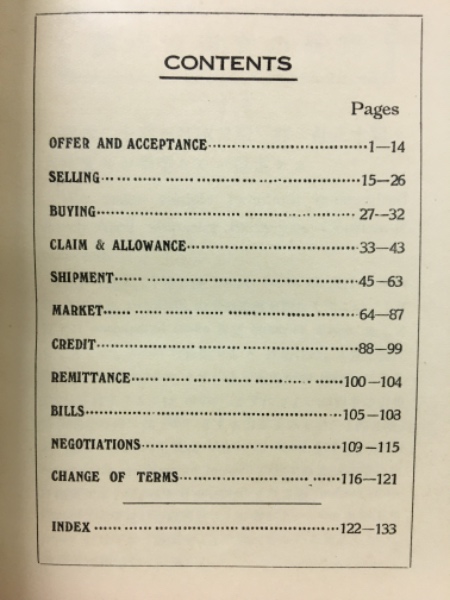 CONTENTS
Pages
OFFER AND ACCEPTANCE 1—14
SELLING 15—26
BUYING 27—32
CLAIM & ALLOWANCE 33—43
SHIPMENT 45—63
MARKET 64—87
CREDIT 88—99
REMITTANCE 100—104
BILLS 105—108
NEGOTIATIONS 109—115
CHANGE OF TERMS 116—121
INDEX 122—133